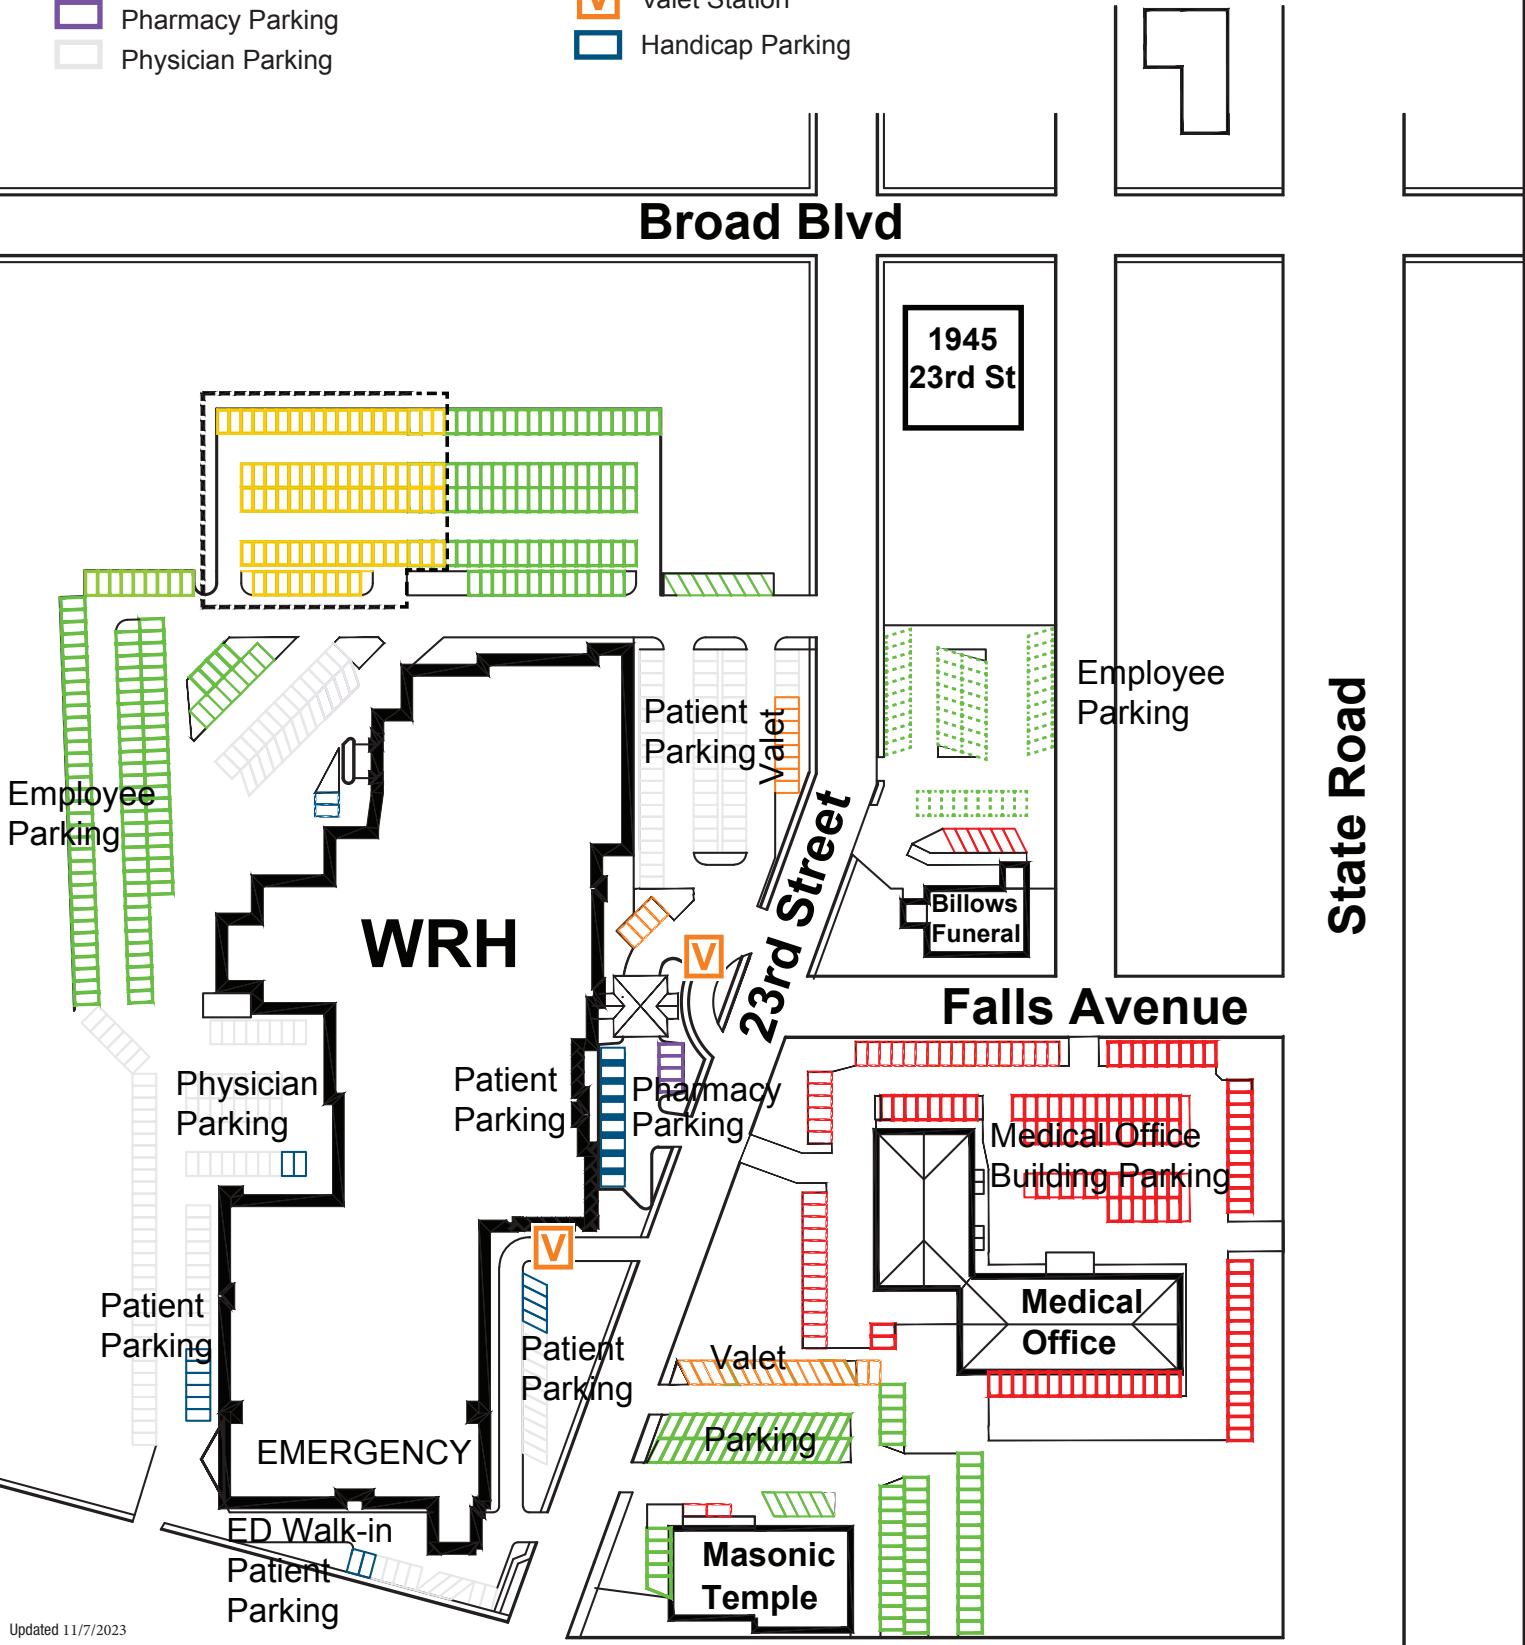 Valet Station
Pharmacy Parking
Handicap Parking
Physician Parking
Broad Blvd
1945
23rd St
Employee
Parking
Patient
Parking
Valet
Employee
Parking
State Road
23rd Street
Billows
Funeral
WRH
V
Falls Avenue
Physician
Parking
Patient
Parking
Pharmacy
Parking
Medical Office
Building Parking
V
Patient
Parking
Medical
Office
Patient
Parking
Valet
Parking
EMERGENCY
ED Walk-in
Patient
Parking
Masonic
Temple
Updated 11/7/2023